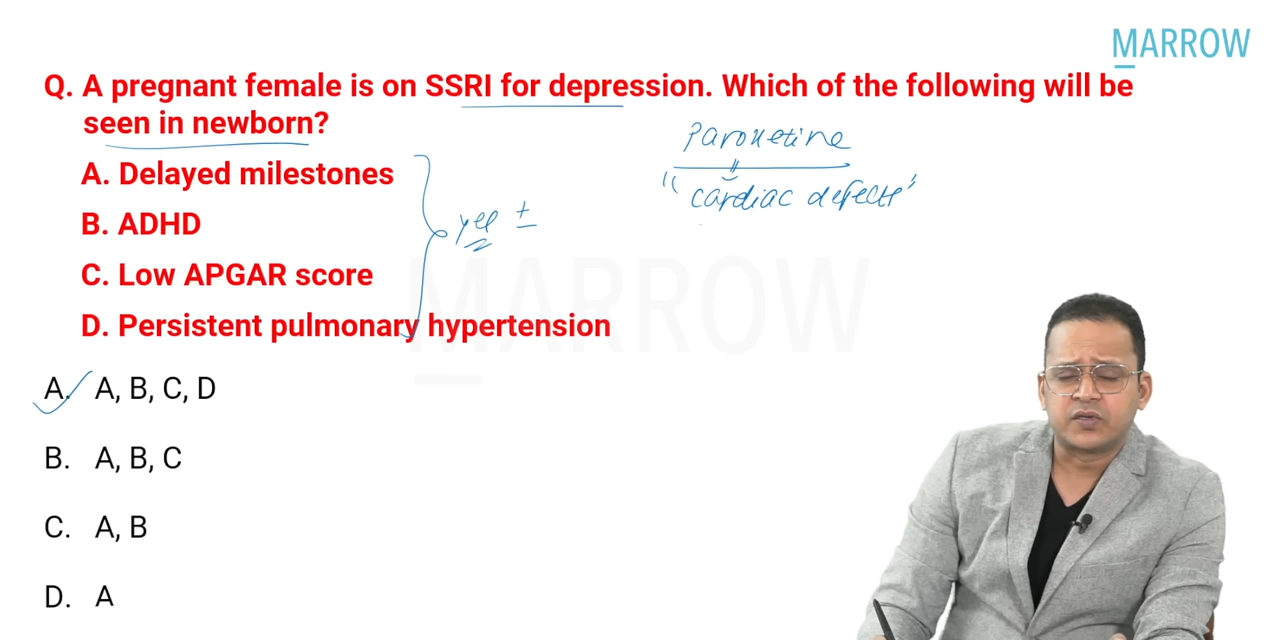 MARROW
Q. A pregnant female is on SSRI for depression. Which of the following will be
seen in newborn?
Paroxetine
"cardiac defects"
A. Delayed milestones
B. ADHD
yes ±
C. Low APGAR score
D. Persistent pulmonary hypertension
MARROW
A. A, B, C, D
B. A, B, C
C. A, B
D. A